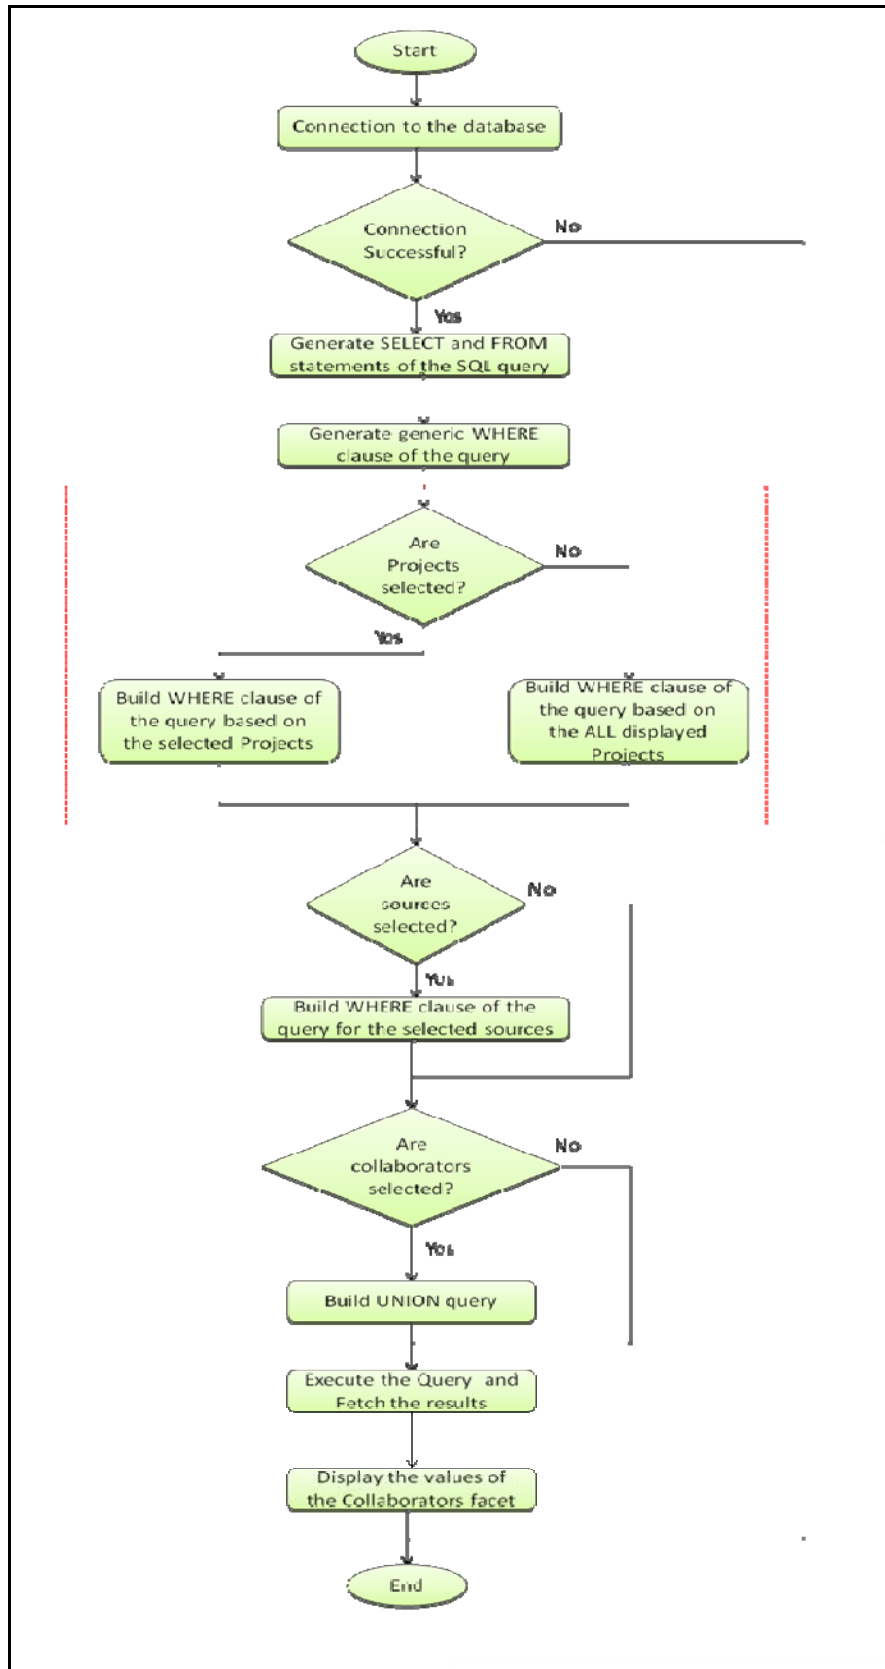 Start
Connection to the database
Connection
Successful?
No
Yes
Generate SELECT and FROM
statements of the SQL query
Generate generic WHERE
clause of the query
Are
Projects
selected?
No
Yes
Build WHERE clause of
the query based on
the selected Projects
Build WHERE clause of
the query based on
the ALL displayed
Projects
Are
sources
selected?
No
Yes
Build WHERE clause of the
query for the selected sources
Are
collaborators
selected?
No
Yes
Build UNION query
Execute the Query and
Fetch the results
Display the values of
the Collaborators facet
End